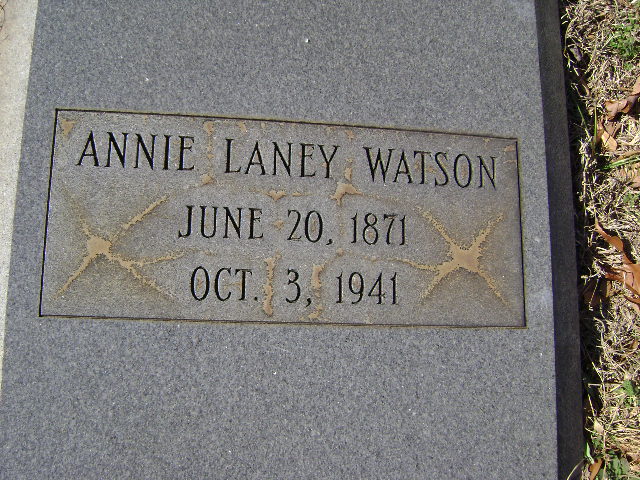 ANNIE LANEY WATSON
JUNE 20, 1871
OCT. 3, 1941